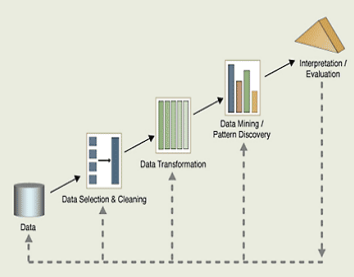 Interpretation /
Evaluation
Data Mining /
Pattern Discovery
Data Transformation
Data Selection & Cleaning
Data